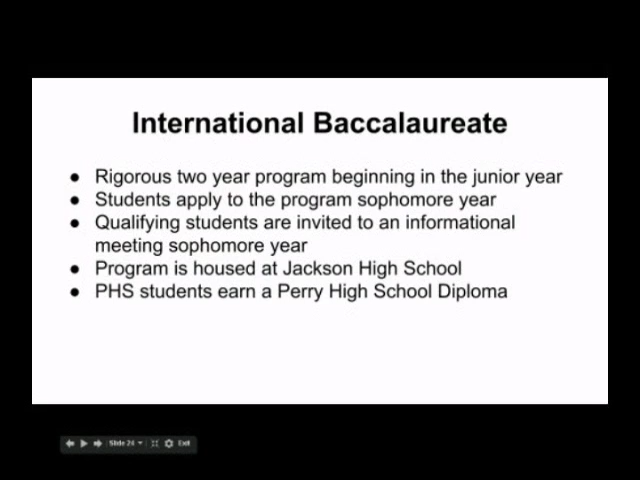 International Baccalaureate
● Rigorous two year program beginning in the junior year
● Students apply to the program sophomore year
● Qualifying students are invited to an informational
meeting sophomore year
● Program is housed at Jackson High School
● PHS students earn a Perry High School Diploma
Slide 24 Exit